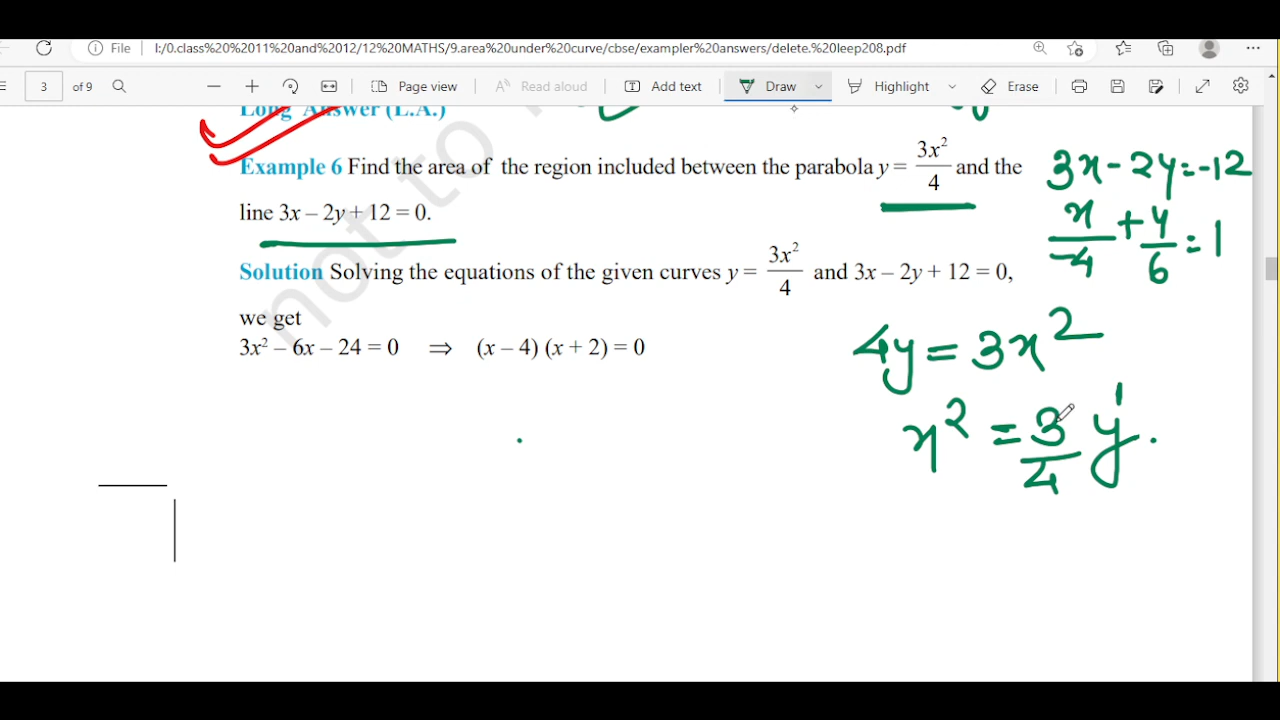 File I:/0.class%20%2011%20and%2012/12%20MATHS/9.area%20under%20curve/cbse/exampler%20answers/delete.%20leep208.pdf
3 of 9 Page view Read aloud Add text Draw Highlight Erase
Long Answer (L.A.)
Example 6 Find the area of the region included between the parabola y = 3x²/4 and the
line 3x – 2y + 12 = 0.
Solution Solving the equations of the given curves y = 3x²/4 and 3x – 2y + 12 = 0,
we get
3x² – 6x – 24 = 0 ⇒ (x – 4) (x + 2) = 0
3x - 2y = -12
x/-4 + y/6 = 1
4y = 3x²
x² = 3/4 y.
not to